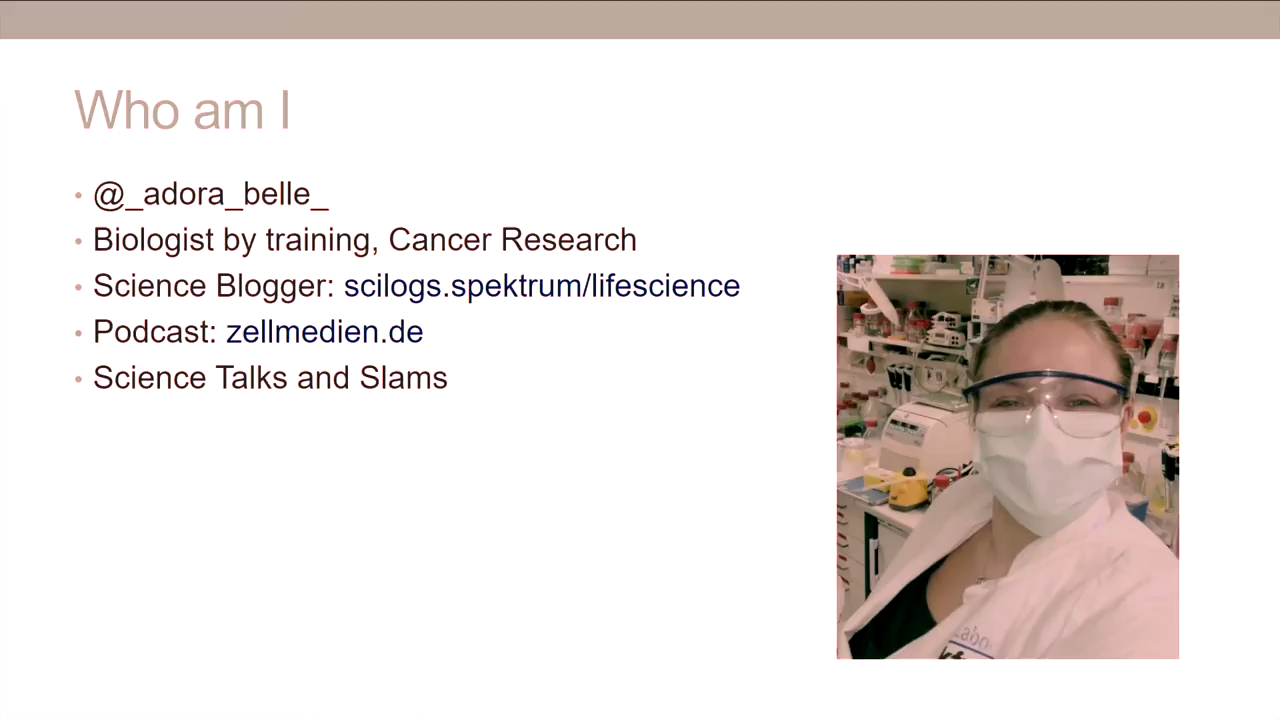 Who am I
• @_adora_belle_
• Biologist by training, Cancer Research
• Science Blogger: scilogs.spektrum/lifescience
• Podcast: zellmedien.de
• Science Talks and Slams